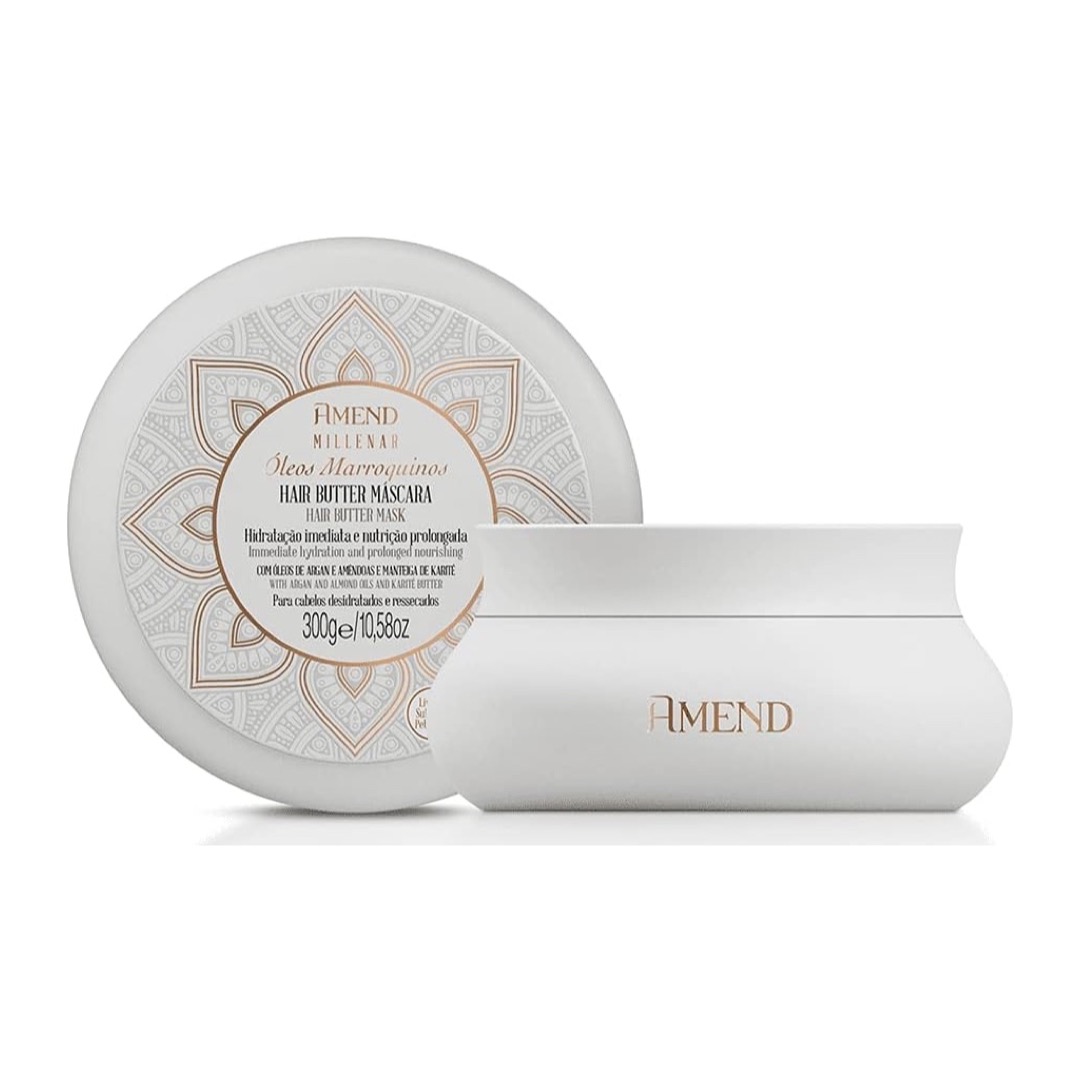 AMEND
MILLENAR
Óleos Marroquinos
HAIR BUTTER MÁSCARA
HAIR BUTTER MASK
Hidratação imediata e nutrição prolongada
Immediate hydration and prolonged nourishing
COM ÓLEOS DE ARGAN E AMÊNDOAS E MANTEIGA DE KARITÉ
WITH ARGAN AND ALMOND OILS AND KARITÉ BUTTER
Para cabelos desidratados e ressecados
300g℮/10,58oz
AMEND